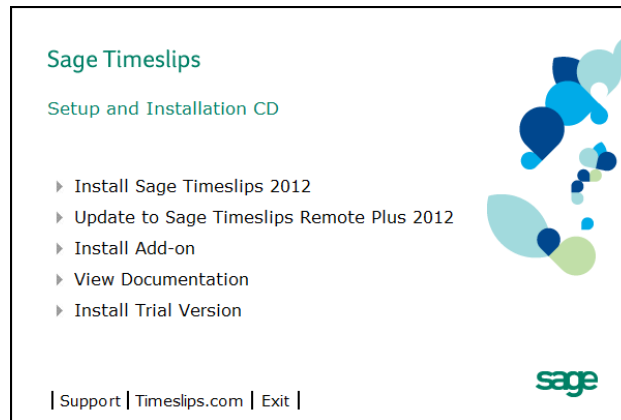 Sage Timeslips
Setup and Installation CD
Install Sage Timeslips 2012
Update to Sage Timeslips Remote Plus 2012
Install Add-on
View Documentation
Install Trial Version
sage
| Support | Timeslips.com | Exit |